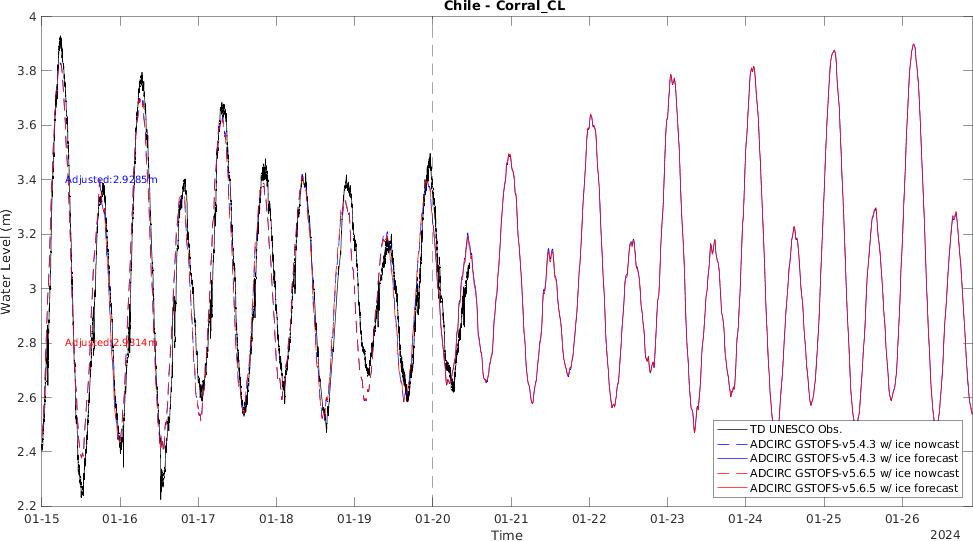 Chile - Corral_CL
4
3.8
3.6
3.4
3.2
3
2.8
2.6
2.4
2.2
Water Level (m)
Adjusted:2.9285m
Adjusted:2.9314m
TD UNESCO Obs.
ADCIRC GSTOFS-v5.4.3 w/ ice nowcast
ADCIRC GSTOFS-v5.4.3 w/ ice forecast
ADCIRC GSTOFS-v5.6.5 w/ ice nowcast
ADCIRC GSTOFS-v5.6.5 w/ ice forecast
01-15 01-16 01-17 01-18 01-19 01-20 01-21 01-22 01-23 01-24 01-25 01-26
Time
2024